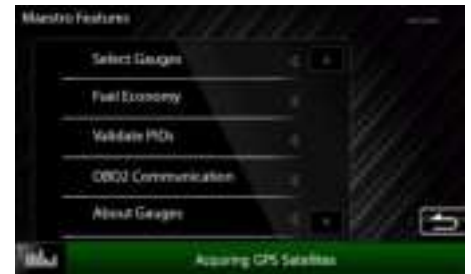 Maestro Features
Select Gauges
Fuel Economy
Validate PIDs
OBD2 Communication
About Gauges
Acquiring GPS Satellites